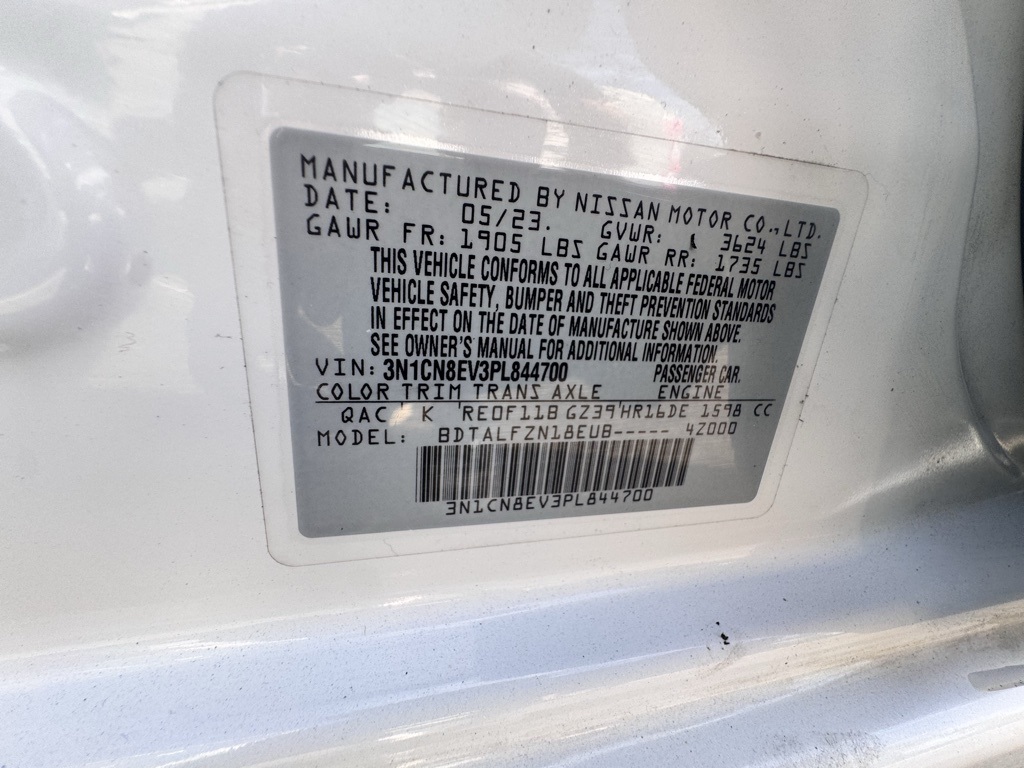 MANUFACTURED BY NISSAN MOTOR CO.,LTD.
DATE: 05/23. GVWR: 3624 LBS
GAWR FR: 1905 LBS GAWR RR: 1735 LBS
THIS VEHICLE CONFORMS TO ALL APPLICABLE FEDERAL MOTOR
VEHICLE SAFETY, BUMPER AND THEFT PREVENTION STANDARDS
IN EFFECT ON THE DATE OF MANUFACTURE SHOWN ABOVE.
SEE OWNER'S MANUAL FOR ADDITIONAL INFORMATION.
VIN: 3N1CN8EV3PL844700 PASSENGER CAR.
COLOR TRIM TRANS AXLE ENGINE
QAC K RE0F11B GZ39 HR16DE 1598 CC
MODEL: BDTALFZN18EUB----- 4Z000
3N1CN8EV3PL844700